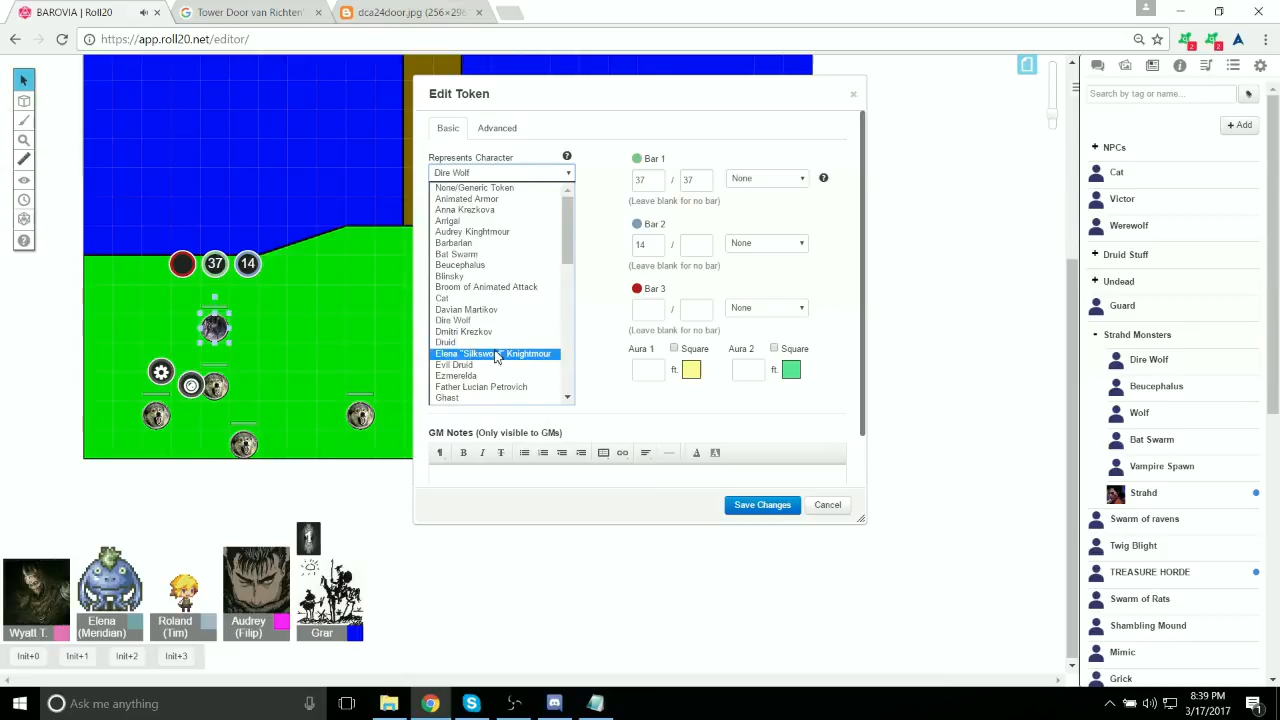 BAROVIA | Roll20
Tower Door van Richten'
dca24door.jpg (256×296
https://app.roll20.net/editor/
2
2
Edit Token
Basic
Advanced
Represents Character
Dire Wolf
None/Generic Token
Animated Armor
Anna Krezkova
Arrigal
Audrey Kinghtmour
Barbarian
Bat Swarm
Beucephalus
Blinsky
Broom of Animated Attack
Cat
Davian Martikov
Dire Wolf
Dmitri Krezkov
Druid
Elena "Silkswo Knightmour
Evil Druid
Ezmerelda
Father Lucian Petrovich
Ghast
Bar 1
37 / 37
None
(Leave blank for no bar)
Bar 2
14 /
None
(Leave blank for no bar)
Bar 3
/
None
(Leave blank for no bar)
Aura 1
Square
Aura 2
Square
ft.
ft.
GM Notes (Only visible to GMs)
Save Changes
Cancel
37
14
Search by tag or name...
+ Add
NPCs
Cat
Victor
Werewolf
Druid Stuff
Undead
Guard
Strahd Monsters
Dire Wolf
Beucephalus
Wolf
Bat Swarm
Vampire Spawn
Strahd
Swarm of ravens
Twig Blight
TREASURE HORDE
Swarm of Rats
Shambling Mound
Mimic
Grick
1
Wyatt T.
Elena
(Meridian)
Roland
(Tim)
Audrey
(Filip)
Grar
Init+0
Init+1
Init+2
Init+3
Ask me anything
8:39 PM
3/17/2017